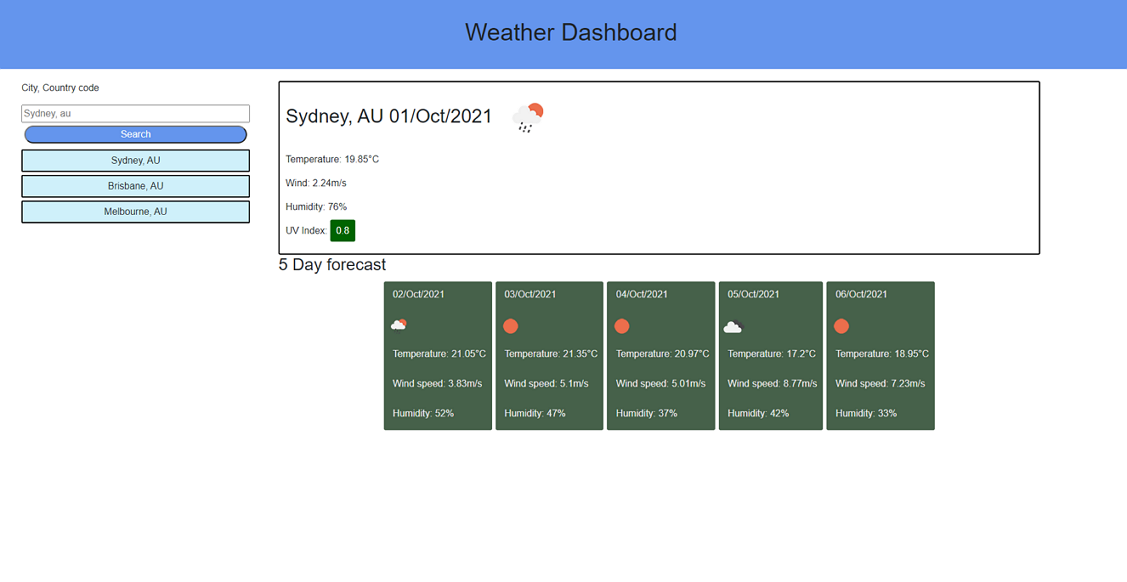 Weather Dashboard
City, Country code
Sydney, au
Search
Sydney, AU
Brisbane, AU
Melbourne, AU
Sydney, AU 01/Oct/2021
Temperature: 19.85°C
Wind: 2.24m/s
Humidity: 76%
UV Index: 0.8
5 Day forecast
02/Oct/2021
Temperature: 21.05°C
Wind speed: 3.83m/s
Humidity: 52%
03/Oct/2021
Temperature: 21.35°C
Wind speed: 5.1m/s
Humidity: 47%
04/Oct/2021
Temperature: 20.97°C
Wind speed: 5.01m/s
Humidity: 37%
05/Oct/2021
Temperature: 17.2°C
Wind speed: 8.77m/s
Humidity: 42%
06/Oct/2021
Temperature: 18.95°C
Wind speed: 7.23m/s
Humidity: 33%